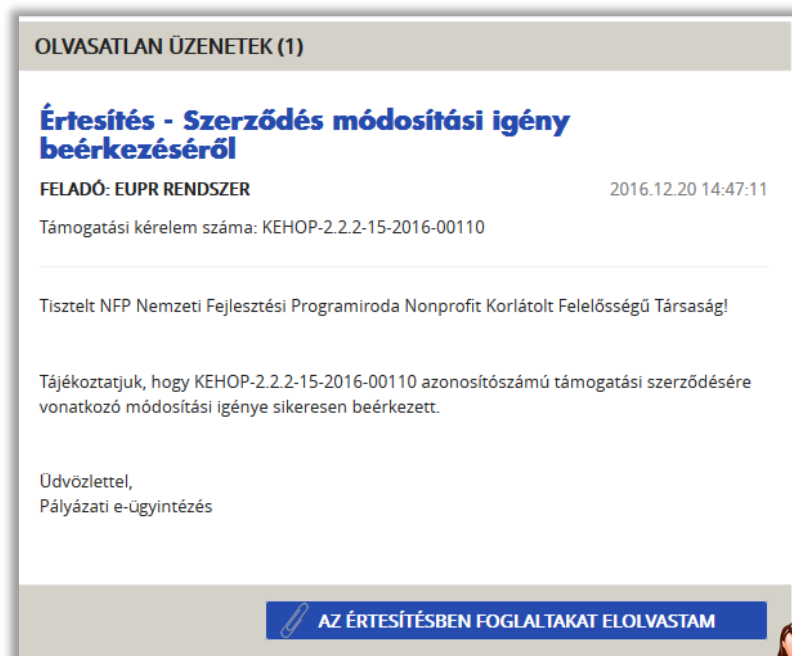 OLVASATLAN ÜZENETEK (1)
Értesítés - Szerződés módosítási igény
beérkezéséről
FELADÓ: EUPR RENDSZER 2016.12.20 14:47:11
Támogatási kérelem száma: KEHOP-2.2.2-15-2016-00110
Tisztelt NFP Nemzeti Fejlesztési Programiroda Nonprofit Korlátolt Felelősségű Társaság!
Tájékoztatjuk, hogy KEHOP-2.2.2-15-2016-00110 azonosítószámú támogatási szerződésére
vonatkozó módosítási igénye sikeresen beérkezett.
Üdvözlettel,
Pályázati e-ügyintézés
AZ ÉRTESÍTÉSBEN FOGLALTAKAT ELOLVASTAM